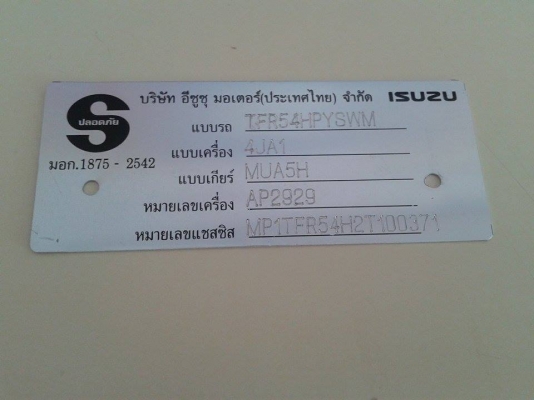 บริษัท อีซูซุ มอเตอร์(ประเทศไทย) จำกัด ISUZU
S
ปลอดภัย
มอก.1875 - 2542
แบบรถ TFR54HPYSWM
แบบเครื่อง 4JA1
แบบเกียร์ MUA5H
หมายเลขเครื่อง AP2929
หมายเลขแชสซิส MP1TFR54H2T100371